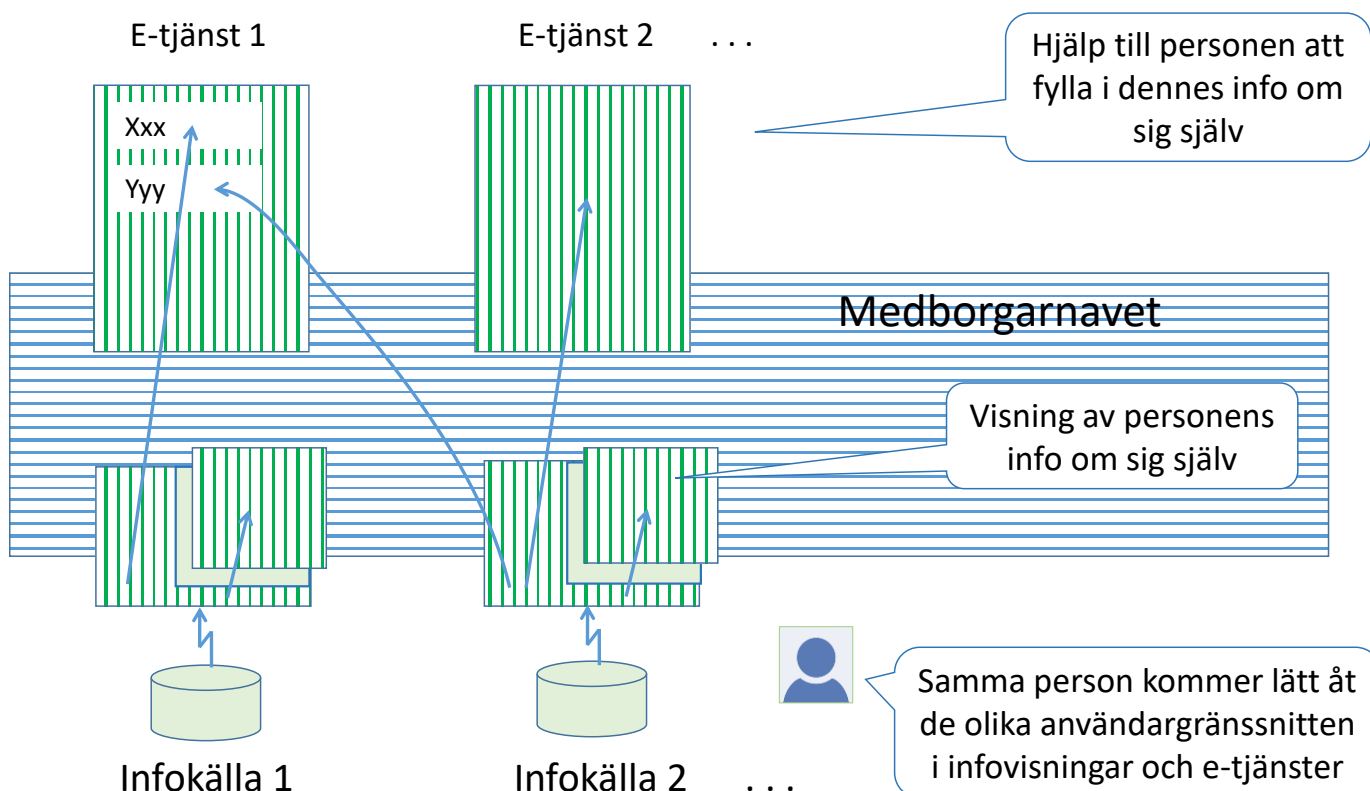 E-tjänst 1
E-tjänst 2
. . .
Hjälp till personen att
fylla i dennes info om
sig själv
Xxx
Yyy
Medborgarnavet
Visning av personens
info om sig själv
Samma person kommer lätt åt
de olika användargränssnitten
i infovisningar och e-tjänster
Infokälla 1
Infokälla 2
. . .